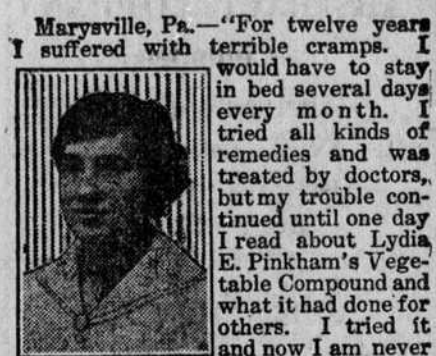 Marysville, Pa.—"For twelve years
I suffered with terrible cramps. I
would have to stay
in bed several days
every month. I
tried all kinds of
remedies and was
treated by doctors,
but my trouble con-
tinued until one day
I read about Lydia
E. Pinkham's Vege-
table Compound and
what it had done for
others. I tried it
and now I am never